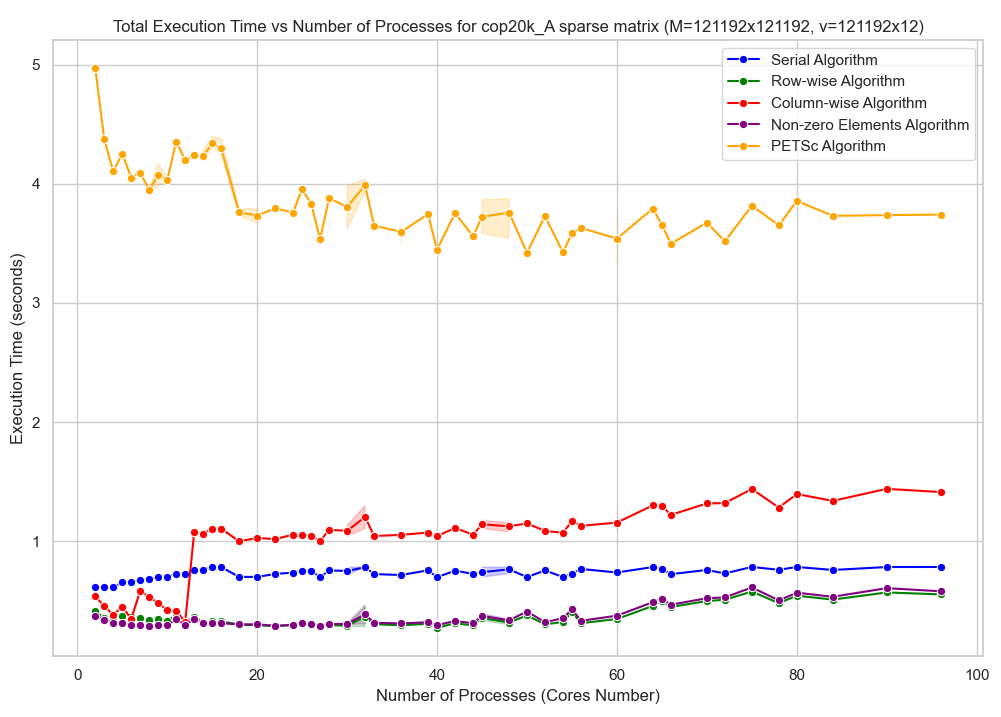 Total Execution Time vs Number of Processes for cop20k_A sparse matrix (M=121192x121192, v=121192x12)
Serial Algorithm
Row-wise Algorithm
Column-wise Algorithm
Non-zero Elements Algorithm
PETSc Algorithm
Execution Time (seconds)
5
4
3
2
1
0 20 40 60 80 100
Number of Processes (Cores Number)